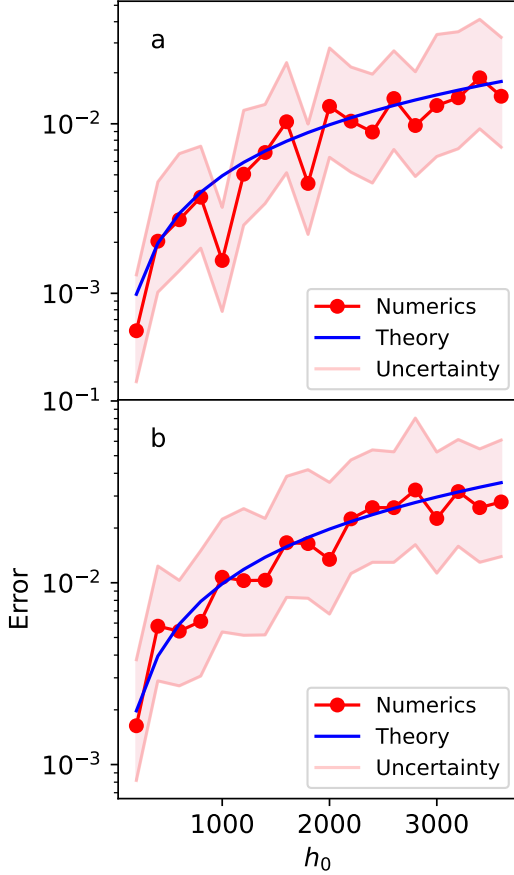 a
10⁻²
10⁻³
Numerics
Theory
Uncertainty
10⁻¹
b
10⁻²
Error
10⁻³
Numerics
Theory
Uncertainty
1000 2000 3000
h₀